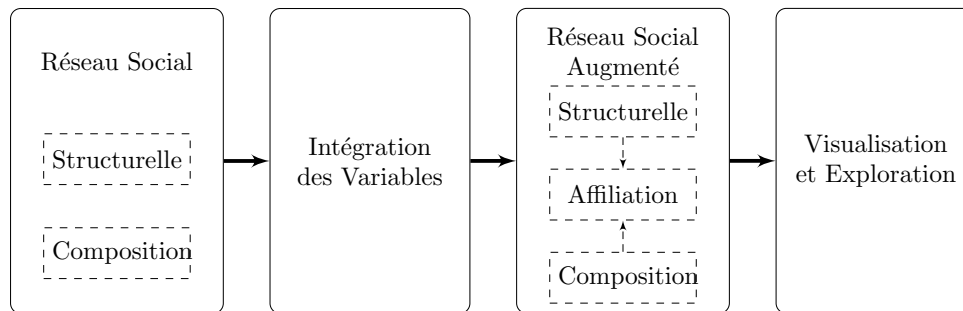 Réseau Social
Structurelle
Composition
Intégration
des Variables
Réseau Social
Augmenté
Structurelle
Affiliation
Composition
Visualisation
et Exploration